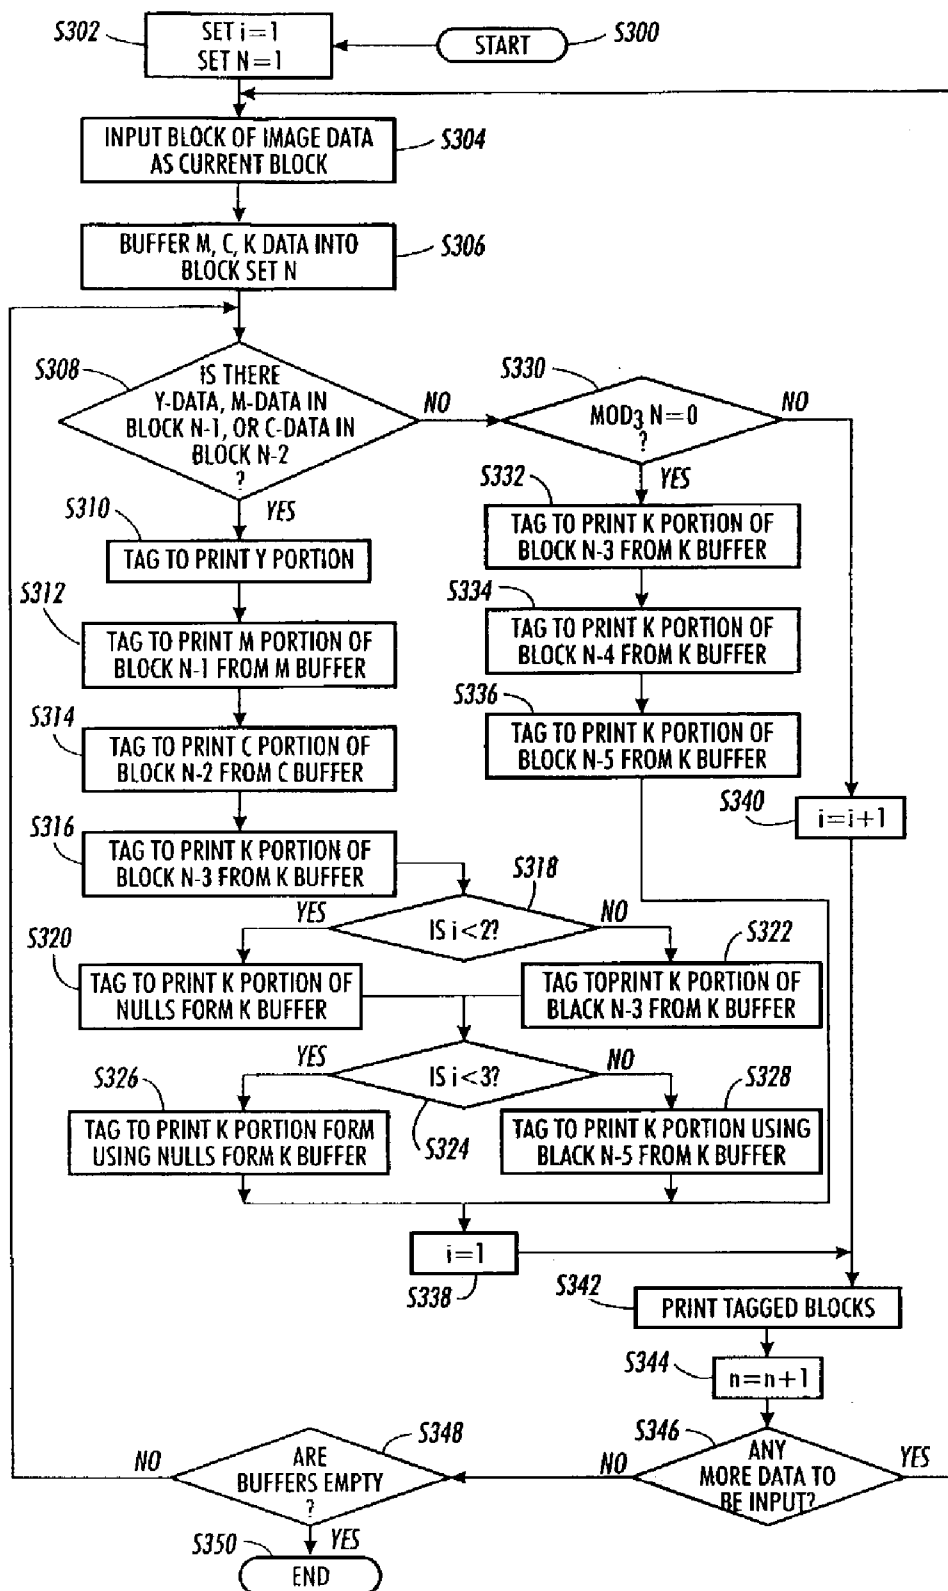 S302
SET i=1
SET N=1
START
S300
INPUT BLOCK OF IMAGE DATA
AS CURRENT BLOCK
S304
BUFFER M, C, K DATA INTO
BLOCK SET N
S306
S308
IS THERE
Y-DATA, M-DATA IN
BLOCK N-1, OR C-DATA IN
BLOCK N-2
?
NO
YES
S330
MOD3 N=0
?
NO
YES
S310
TAG TO PRINT Y PORTION
S332
TAG TO PRINT K PORTION OF
BLOCK N-3 FROM K BUFFER
S312
TAG TO PRINT M PORTION OF
BLOCK N-1 FROM M BUFFER
S334
TAG TO PRINT K PORTION OF
BLOCK N-4 FROM K BUFFER
S314
TAG TO PRINT C PORTION OF
BLOCK N-2 FROM C BUFFER
S336
TAG TO PRINT K PORTION OF
BLOCK N-5 FROM K BUFFER
S340
i=i+1
S316
TAG TO PRINT K PORTION OF
BLOCK N-3 FROM K BUFFER
S318
YES
IS i<2?
NO
S320
TAG TO PRINT K PORTION OF
NULLS FORM K BUFFER
S322
TAG TOPRINT K PORTION OF
BLACK N-3 FROM K BUFFER
YES
IS i<3?
NO
S324
S326
TAG TO PRINT K PORTION FORM
USING NULLS FORM K BUFFER
S328
TAG TO PRINT K PORTION USING
BLACK N-5 FROM K BUFFER
i=1
S338
S342
PRINT TAGGED BLOCKS
S344
n=n+1
S346
ANY
MORE DATA TO
BE INPUT?
YES
NO
S348
ARE
BUFFERS EMPTY
?
NO
YES
S350
END